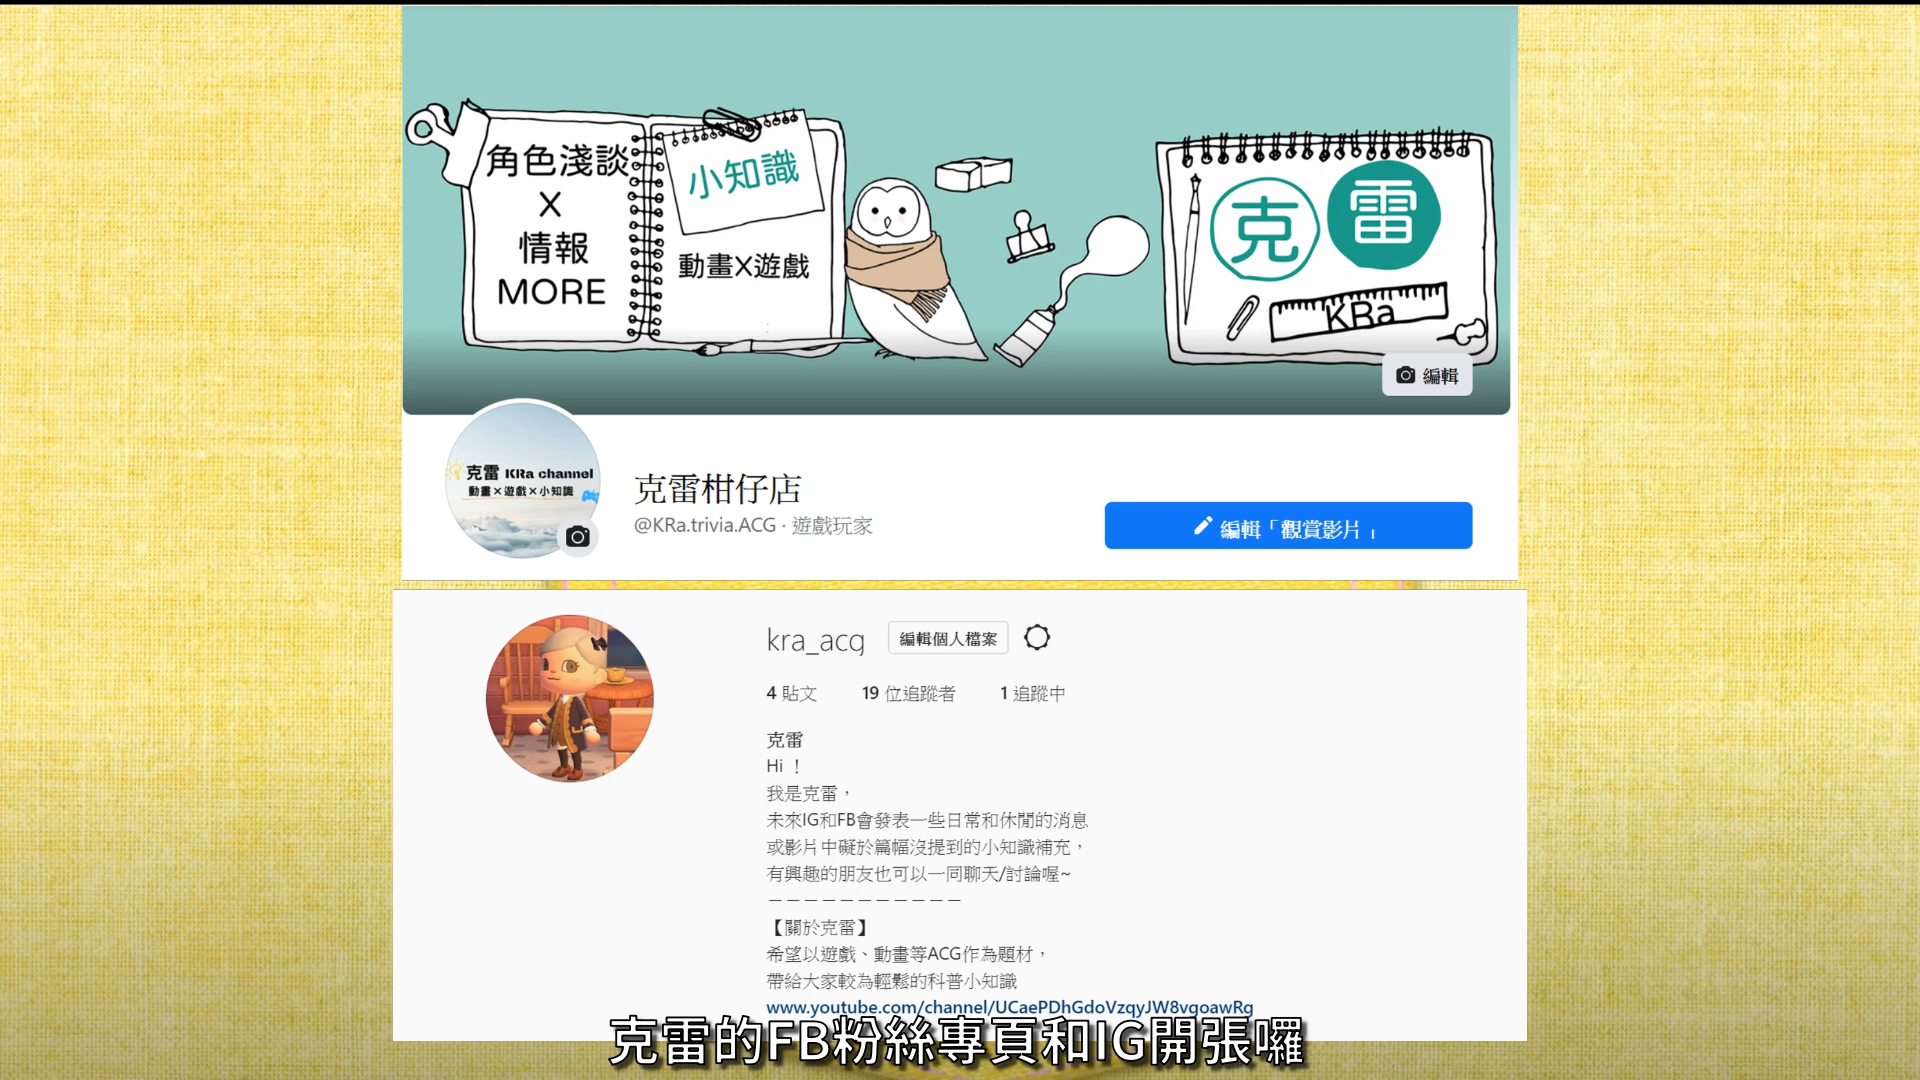 角色淺談
X
情報
MORE
小知識
動畫X遊戲
克
雷
KRa
編輯
克雷 KRa channel
動畫×遊戲×小知識
克雷柑仔店
@KRa.trivia.ACG · 遊戲玩家
編輯「觀賞影片」
kra_acg
編輯個人檔案
4 貼文 19 位追蹤者 1 追蹤中
克雷
Hi ！
我是克雷，
未來IG和FB會發表一些日常和休閒的消息
或影片中礙於篇幅沒提到的小知識補充，
有興趣的朋友也可以一同聊天/討論喔~
－－－－－－－－－－－
【關於克雷】
希望以遊戲、動畫等ACG作為題材，
帶給大家較為輕鬆的科普小知識
www.youtube.com/channel/UCaePDhGdoVzqyJW8vgoawRg
克雷的FB粉絲專頁和IG開張囉